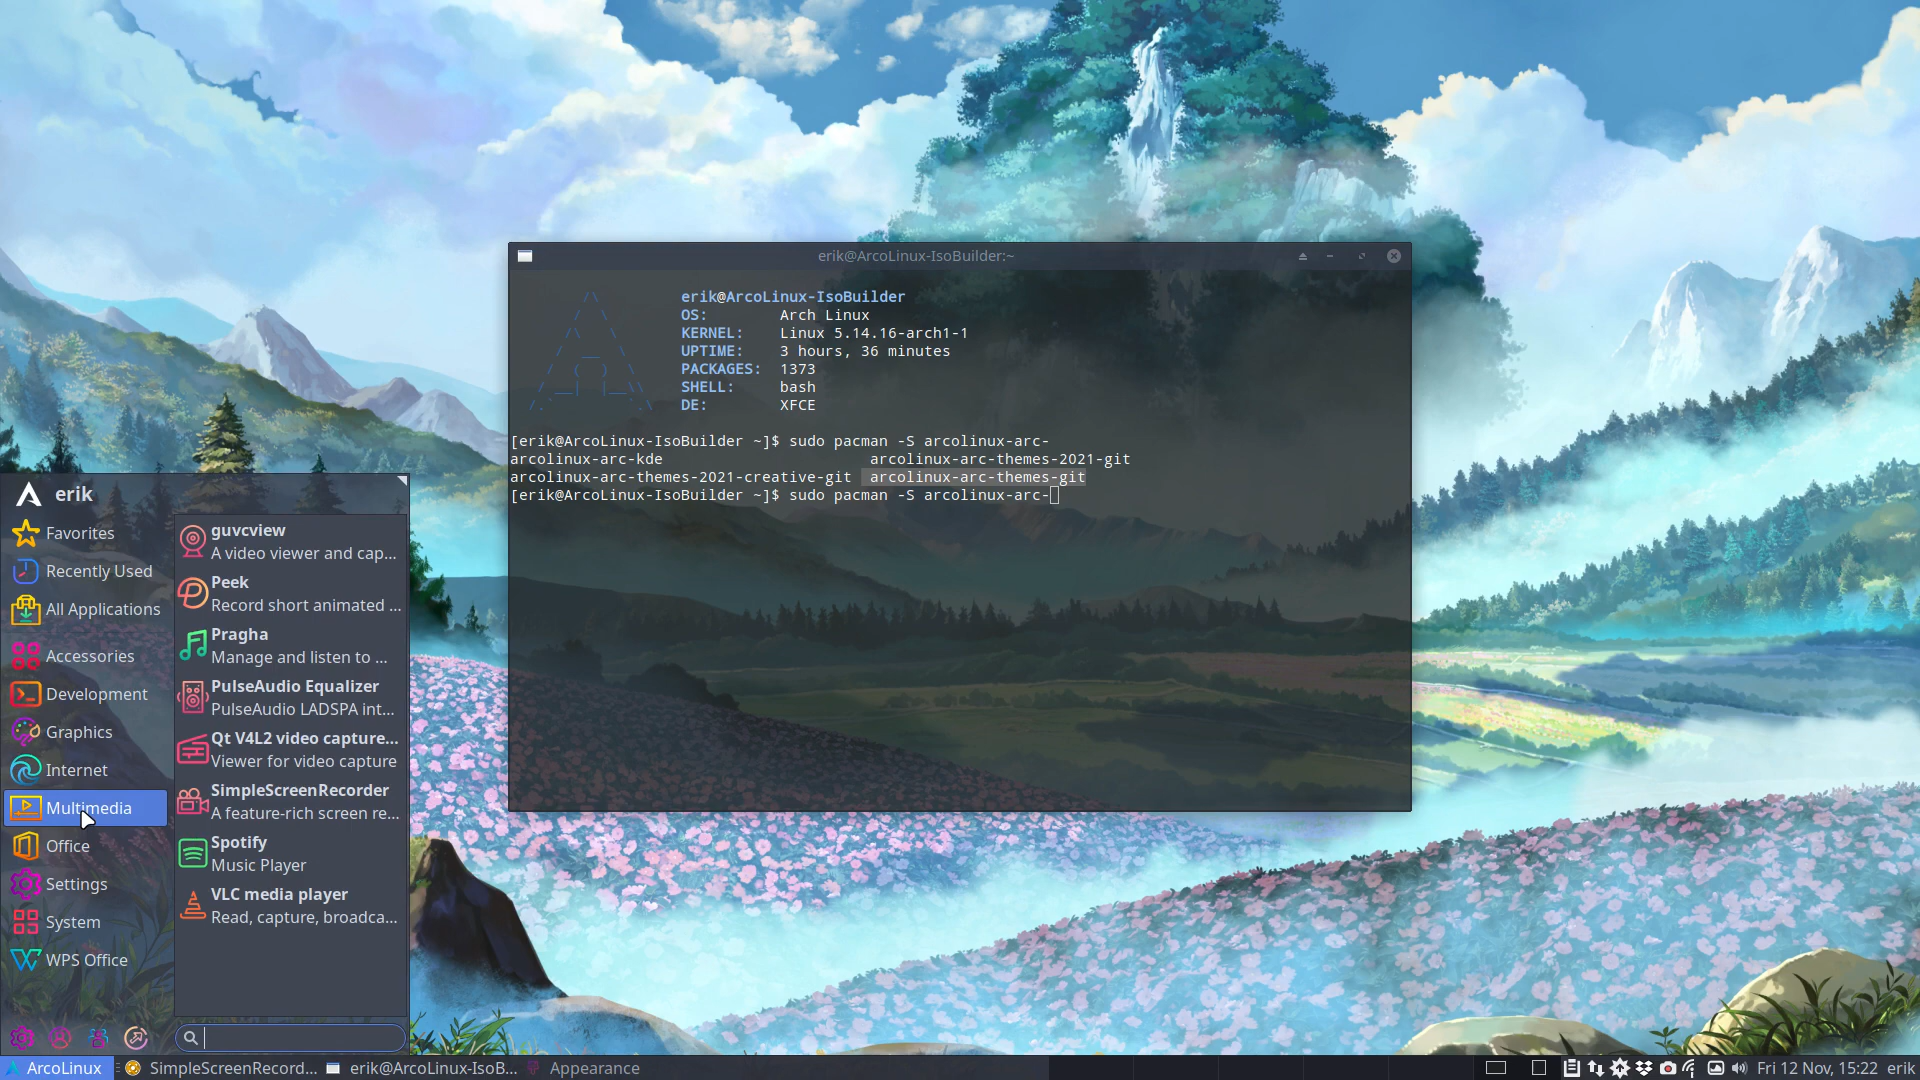 erik@ArcoLinux-IsoBuilder:~
erik@ArcoLinux-IsoBuilder
OS: Arch Linux
KERNEL: Linux 5.14.16-arch1-1
UPTIME: 3 hours, 36 minutes
PACKAGES: 1373
SHELL: bash
DE: XFCE
[erik@ArcoLinux-IsoBuilder ~]$ sudo pacman -S arcolinux-arc-
arcolinux-arc-kde arcolinux-arc-themes-2021-git
arcolinux-arc-themes-2021-creative-git arcolinux-arc-themes-git
[erik@ArcoLinux-IsoBuilder ~]$ sudo pacman -S arcolinux-arc-
erik
Favorites
Recently Used
All Applications
Accessories
Development
Graphics
Internet
Multimedia
Office
Settings
System
WPS Office
guvcview
A video viewer and cap...
Peek
Record short animated ...
Pragha
Manage and listen to ...
PulseAudio Equalizer
PulseAudio LADSPA int...
Qt V4L2 video capture...
Viewer for video capture
SimpleScreenRecorder
A feature-rich screen re...
Spotify
Music Player
VLC media player
Read, capture, broadca...
ArcoLinux SimpleScreenRecord... erik@ArcoLinux-IsoB... Appearance Fri 12 Nov, 15:22 erik